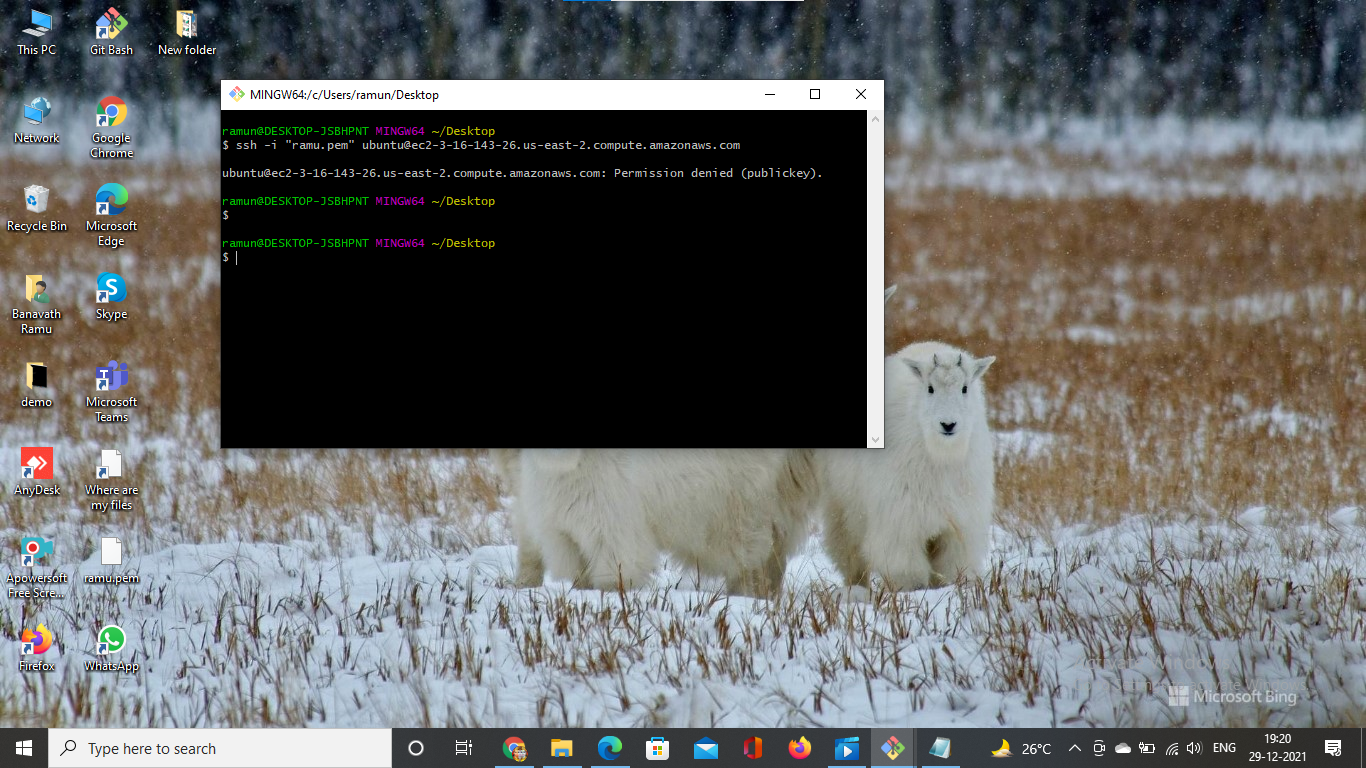 This PC
Git Bash
New folder
Network
Google
Chrome
Recycle Bin
Microsoft
Edge
Banavath
Ramu
Skype
demo
Microsoft
Teams
AnyDesk
Where are
my files
Apowersoft
Free Scre...
ramu.pem
Firefox
WhatsApp
MINGW64:/c/Users/ramun/Desktop
ramun@DESKTOP-JSBHPNT MINGW64 ~/Desktop
$ ssh -i "ramu.pem" ubuntu@ec2-3-16-143-26.us-east-2.compute.amazonaws.com
ubuntu@ec2-3-16-143-26.us-east-2.compute.amazonaws.com: Permission denied (publickey).
ramun@DESKTOP-JSBHPNT MINGW64 ~/Desktop
$
ramun@DESKTOP-JSBHPNT MINGW64 ~/Desktop
$
Microsoft Bing
Type here to search
26°C
ENG
19:20
29-12-2021